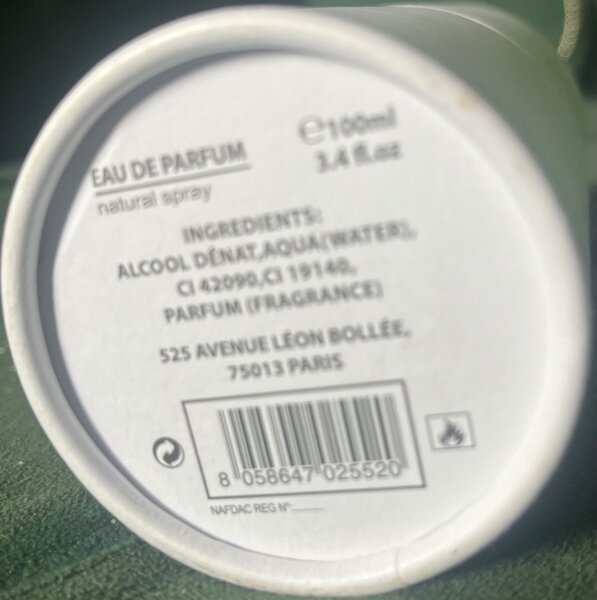 EAU DE PARFUM
natural spray
℮100ml
3.4 fl.oz
INGREDIENTS:
ALCOOL DÉNAT,AQUA(WATER),
CI 42090,CI 19140,
PARFUM (FRAGRANCE)
525 AVENUE LÉON BOLLÉE,
75013 PARIS
8 058647 025520
NAFDAC REG N°:______